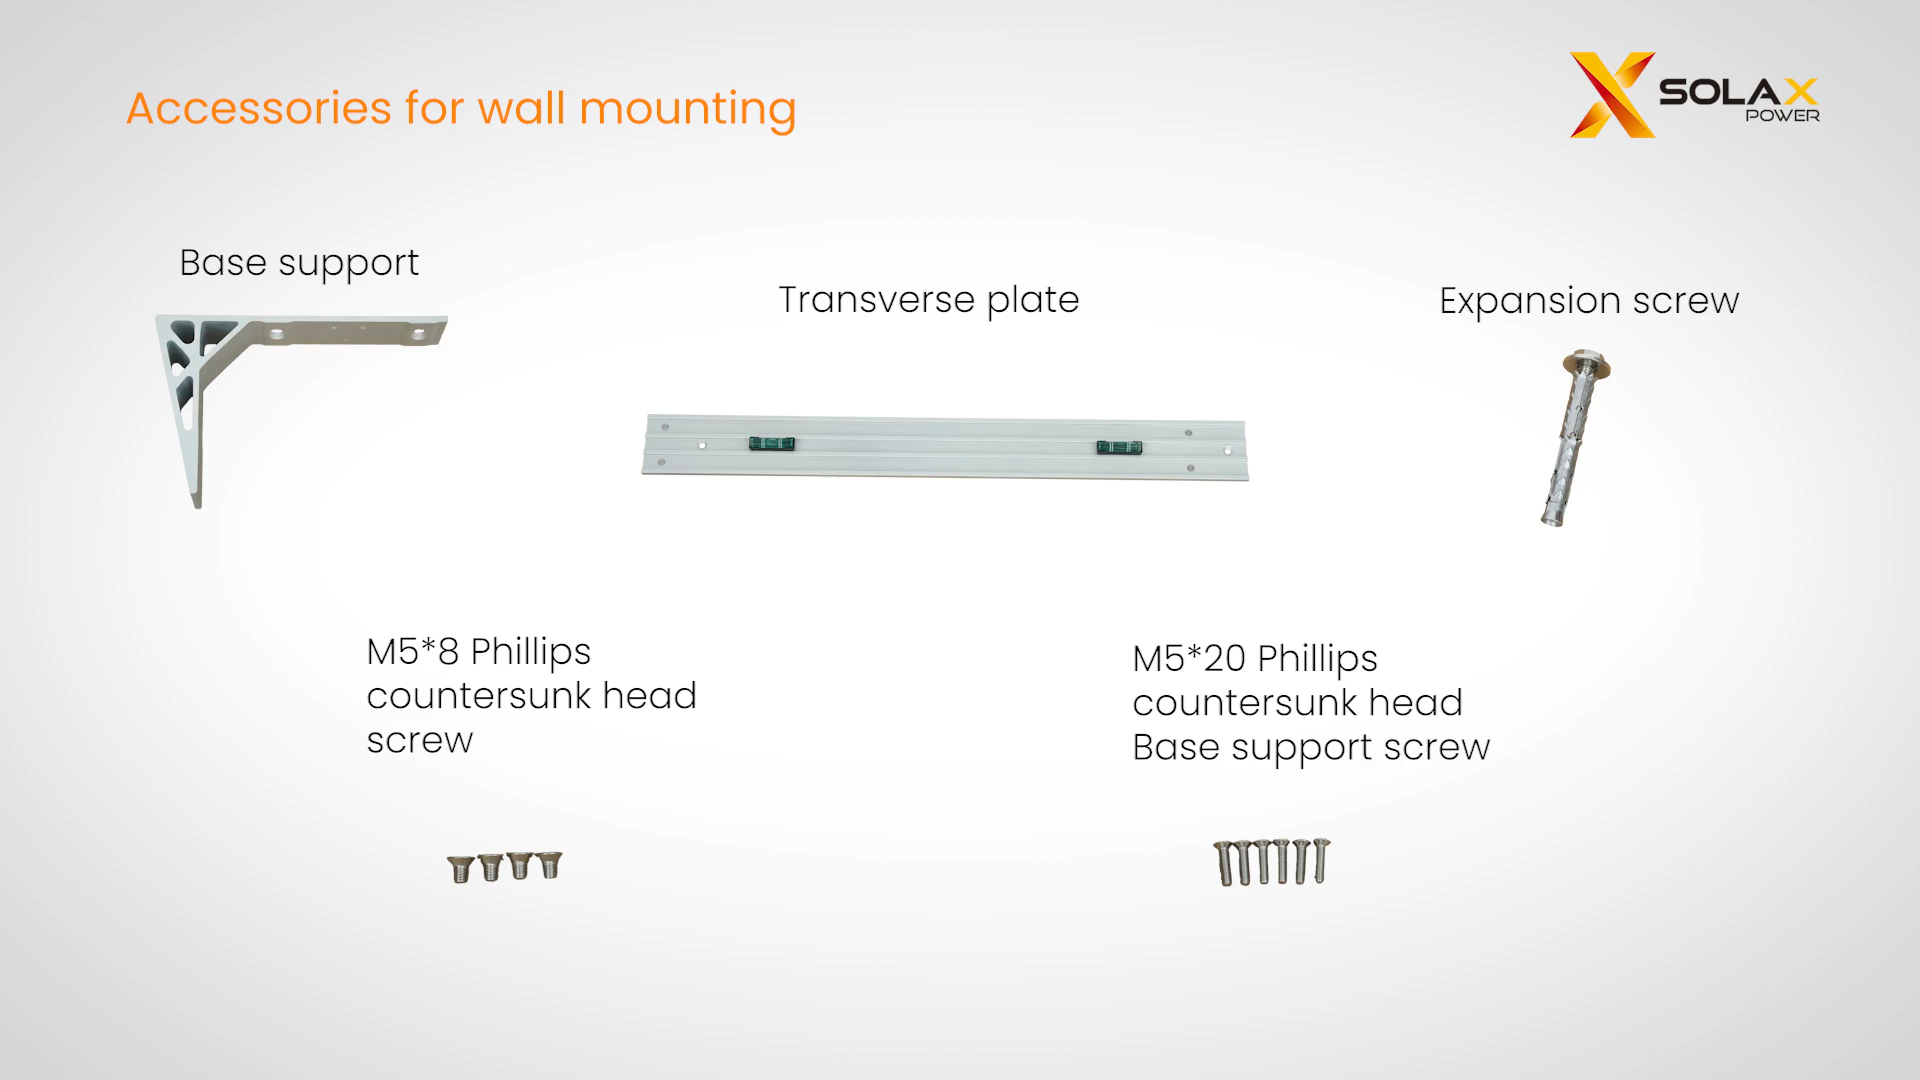 Accessories for wall mounting
SOLAX
POWER
Base support
Transverse plate
Expansion screw
M5*8 Phillips
countersunk head
screw
M5*20 Phillips
countersunk head
Base support screw